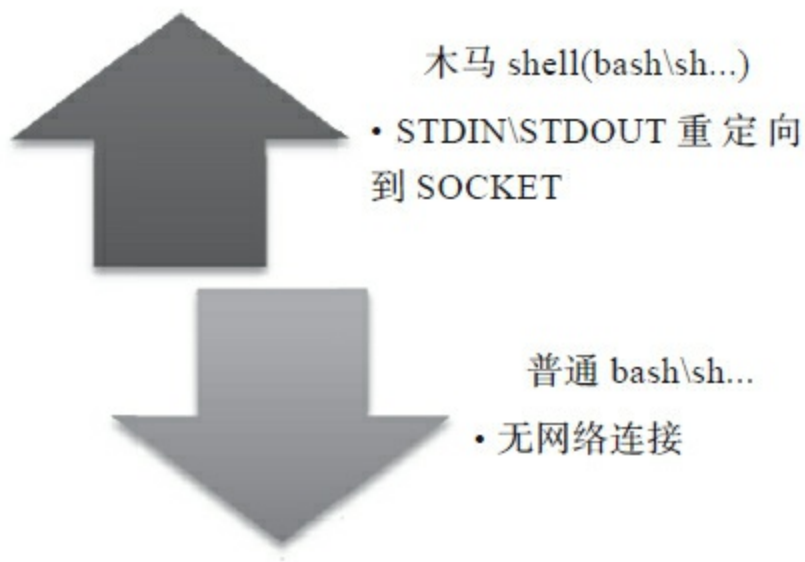 木马 shell(bash\sh...)
• STDIN\STDOUT 重定向
到 SOCKET
普通 bash\sh...
• 无网络连接